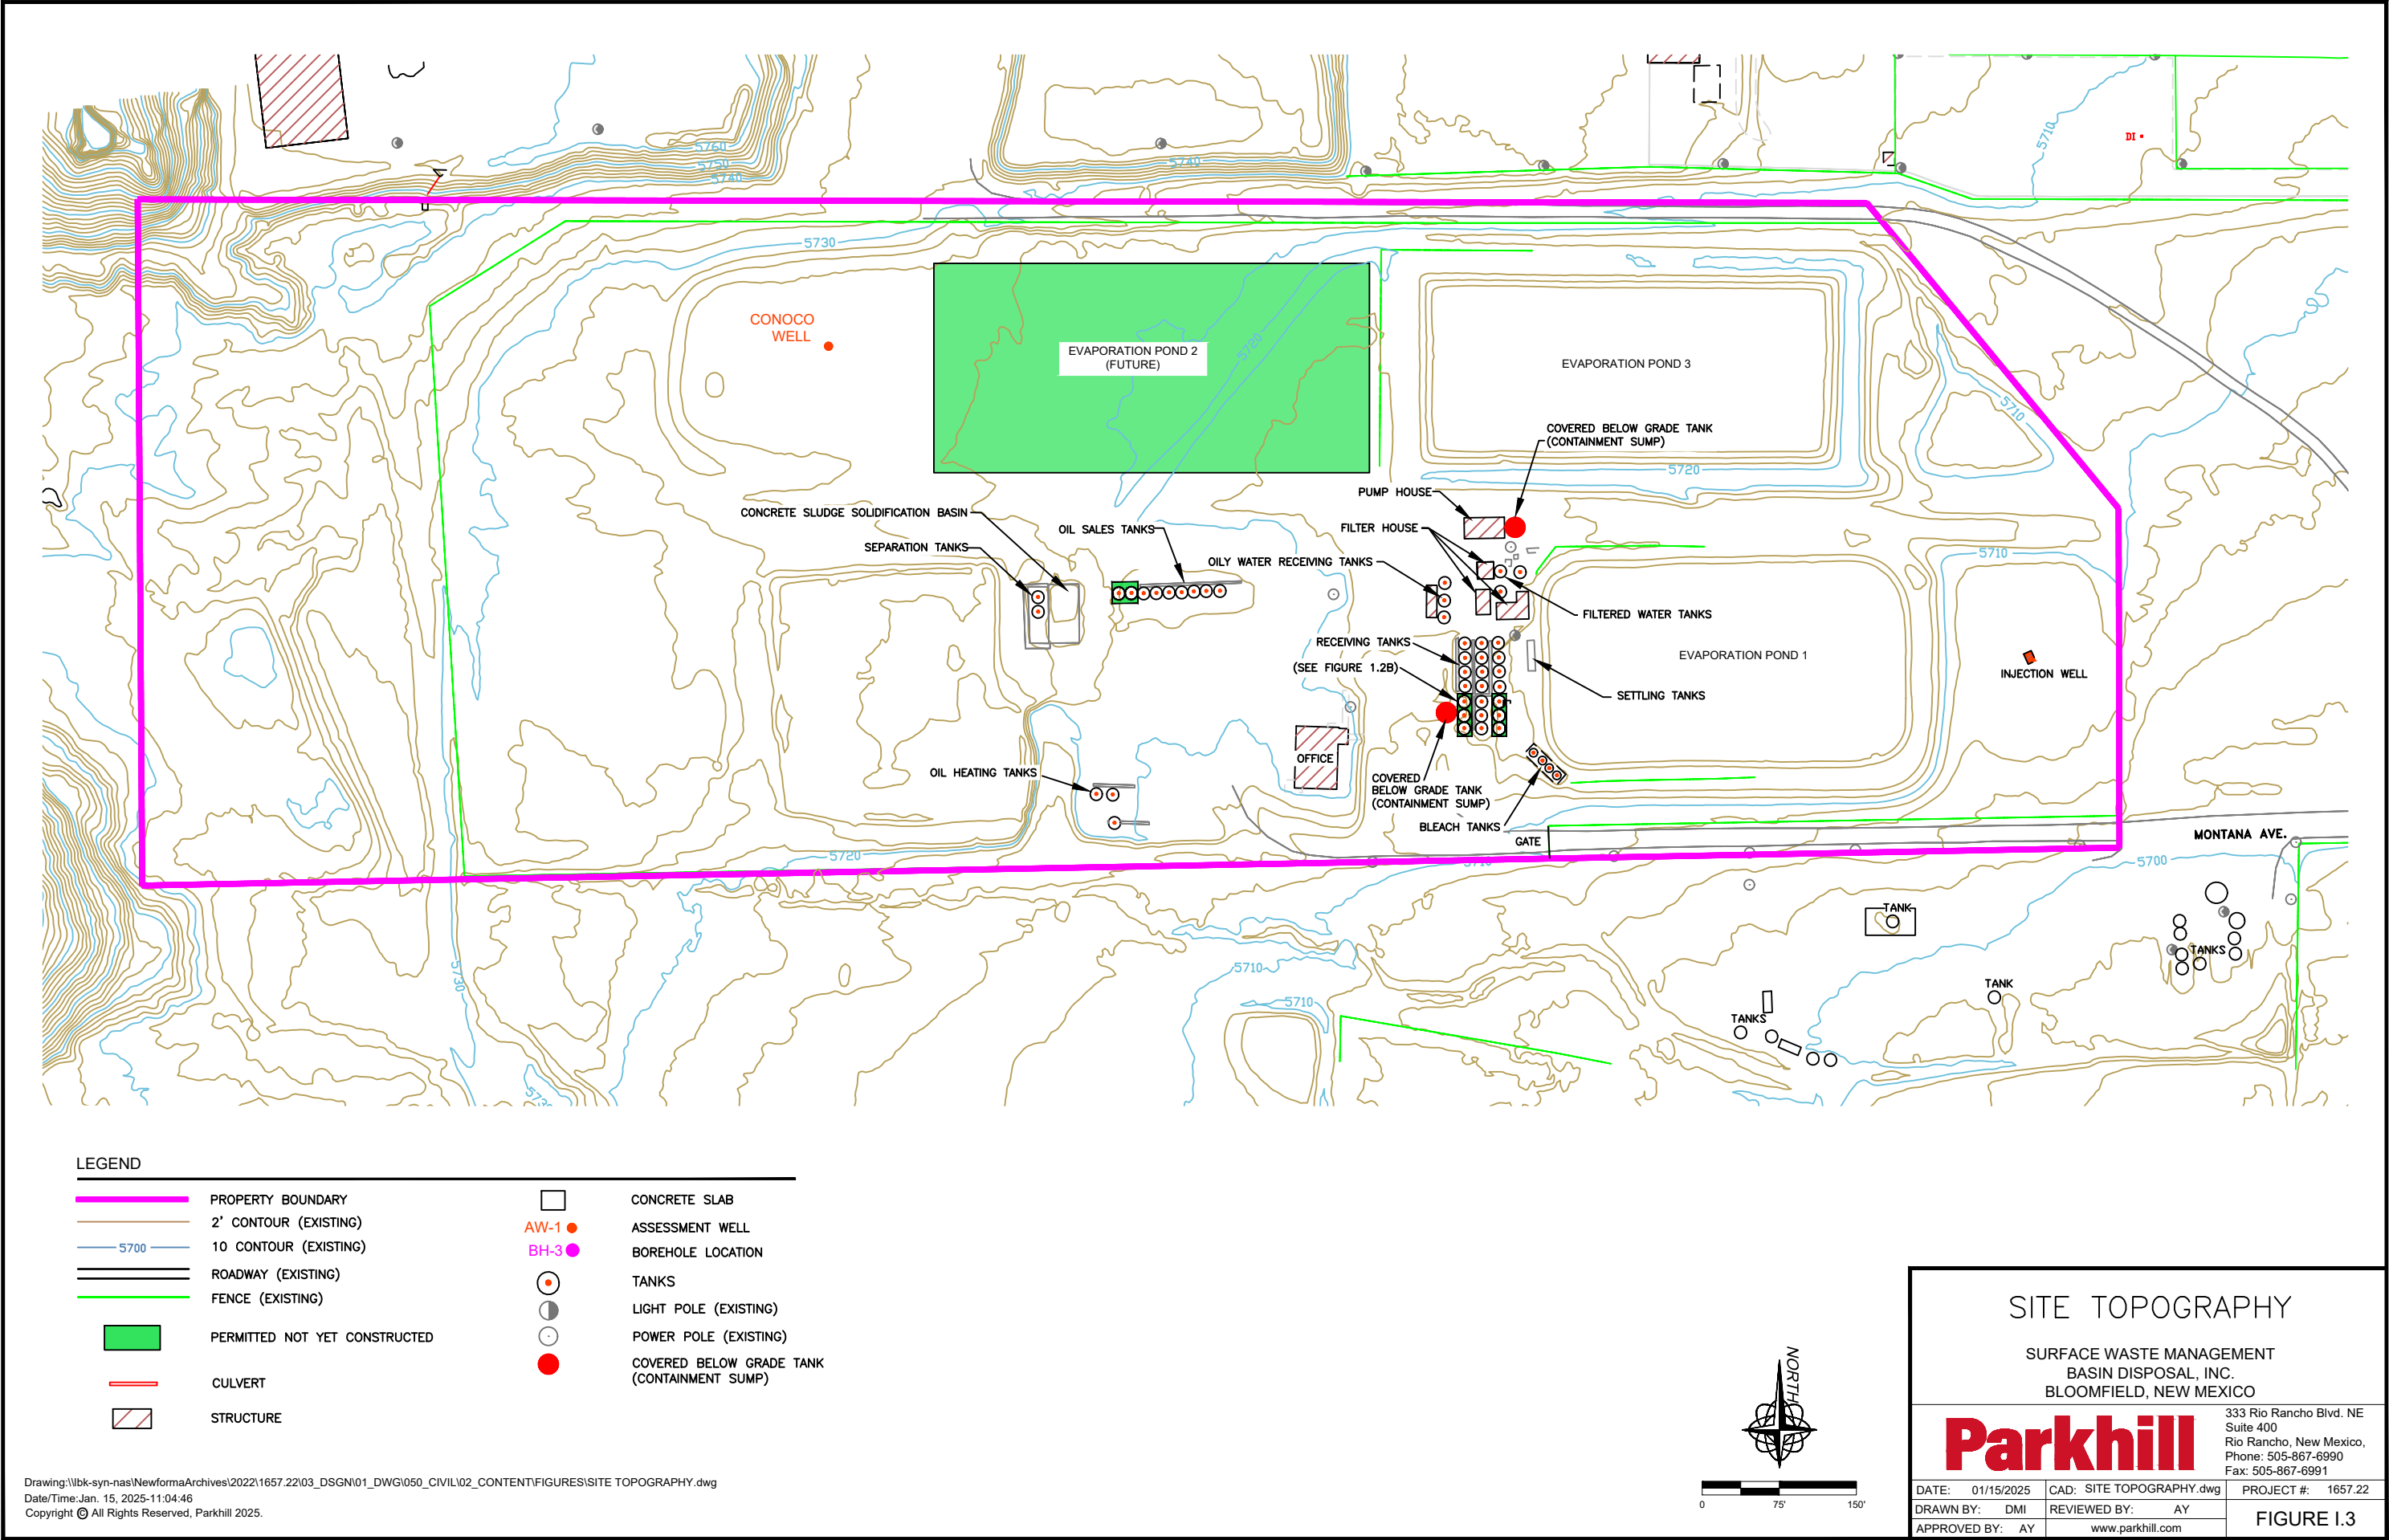 5760
5750
5740
5740
5710
DI
5730
CONOCO
WELL
EVAPORATION POND 2
(FUTURE)
5720
EVAPORATION POND 3
5710
COVERED BELOW GRADE TANK
(CONTAINMENT SUMP)
5720
PUMP HOUSE
CONCRETE SLUDGE SOLIDIFICATION BASIN
OIL SALES TANKS
FILTER HOUSE
SEPARATION TANKS
OILY WATER RECEIVING TANKS
5710
FILTERED WATER TANKS
RECEIVING TANKS
(SEE FIGURE 1.2B)
EVAPORATION POND 1
INJECTION WELL
SETTLING TANKS
OFFICE
OIL HEATING TANKS
COVERED
BELOW GRADE TANK
(CONTAINMENT SUMP)
BLEACH TANKS
GATE
MONTANA AVE.
5720
5710
5700
TANK
TANKS
5730
5710
5710
TANK
TANKS
LEGEND
PROPERTY BOUNDARY
2' CONTOUR (EXISTING)
5700
10 CONTOUR (EXISTING)
ROADWAY (EXISTING)
FENCE (EXISTING)
PERMITTED NOT YET CONSTRUCTED
CULVERT
STRUCTURE
CONCRETE SLAB
AW-1
ASSESSMENT WELL
BH-3
BOREHOLE LOCATION
TANKS
LIGHT POLE (EXISTING)
POWER POLE (EXISTING)
COVERED BELOW GRADE TANK
(CONTAINMENT SUMP)
NORTH
0 75' 150'
SITE TOPOGRAPHY
SURFACE WASTE MANAGEMENT
BASIN DISPOSAL, INC.
BLOOMFIELD, NEW MEXICO
Parkhill
333 Rio Rancho Blvd. NE
Suite 400
Rio Rancho, New Mexico,
Phone: 505-867-6990
Fax: 505-867-6991
DATE: 01/15/2025 CAD: SITE TOPOGRAPHY.dwg PROJECT #: 1657.22
DRAWN BY: DMI REVIEWED BY: AY
APPROVED BY: AY www.parkhill.com
FIGURE I.3
Drawing:\\lbk-syn-nas\NewformaArchives\2022\1657.22\03_DSGN\01_DWG\050_CIVIL\02_CONTENT\FIGURES\SITE TOPOGRAPHY.dwg
Date/Time:Jan. 15, 2025-11:04:46
Copyright © All Rights Reserved, Parkhill 2025.